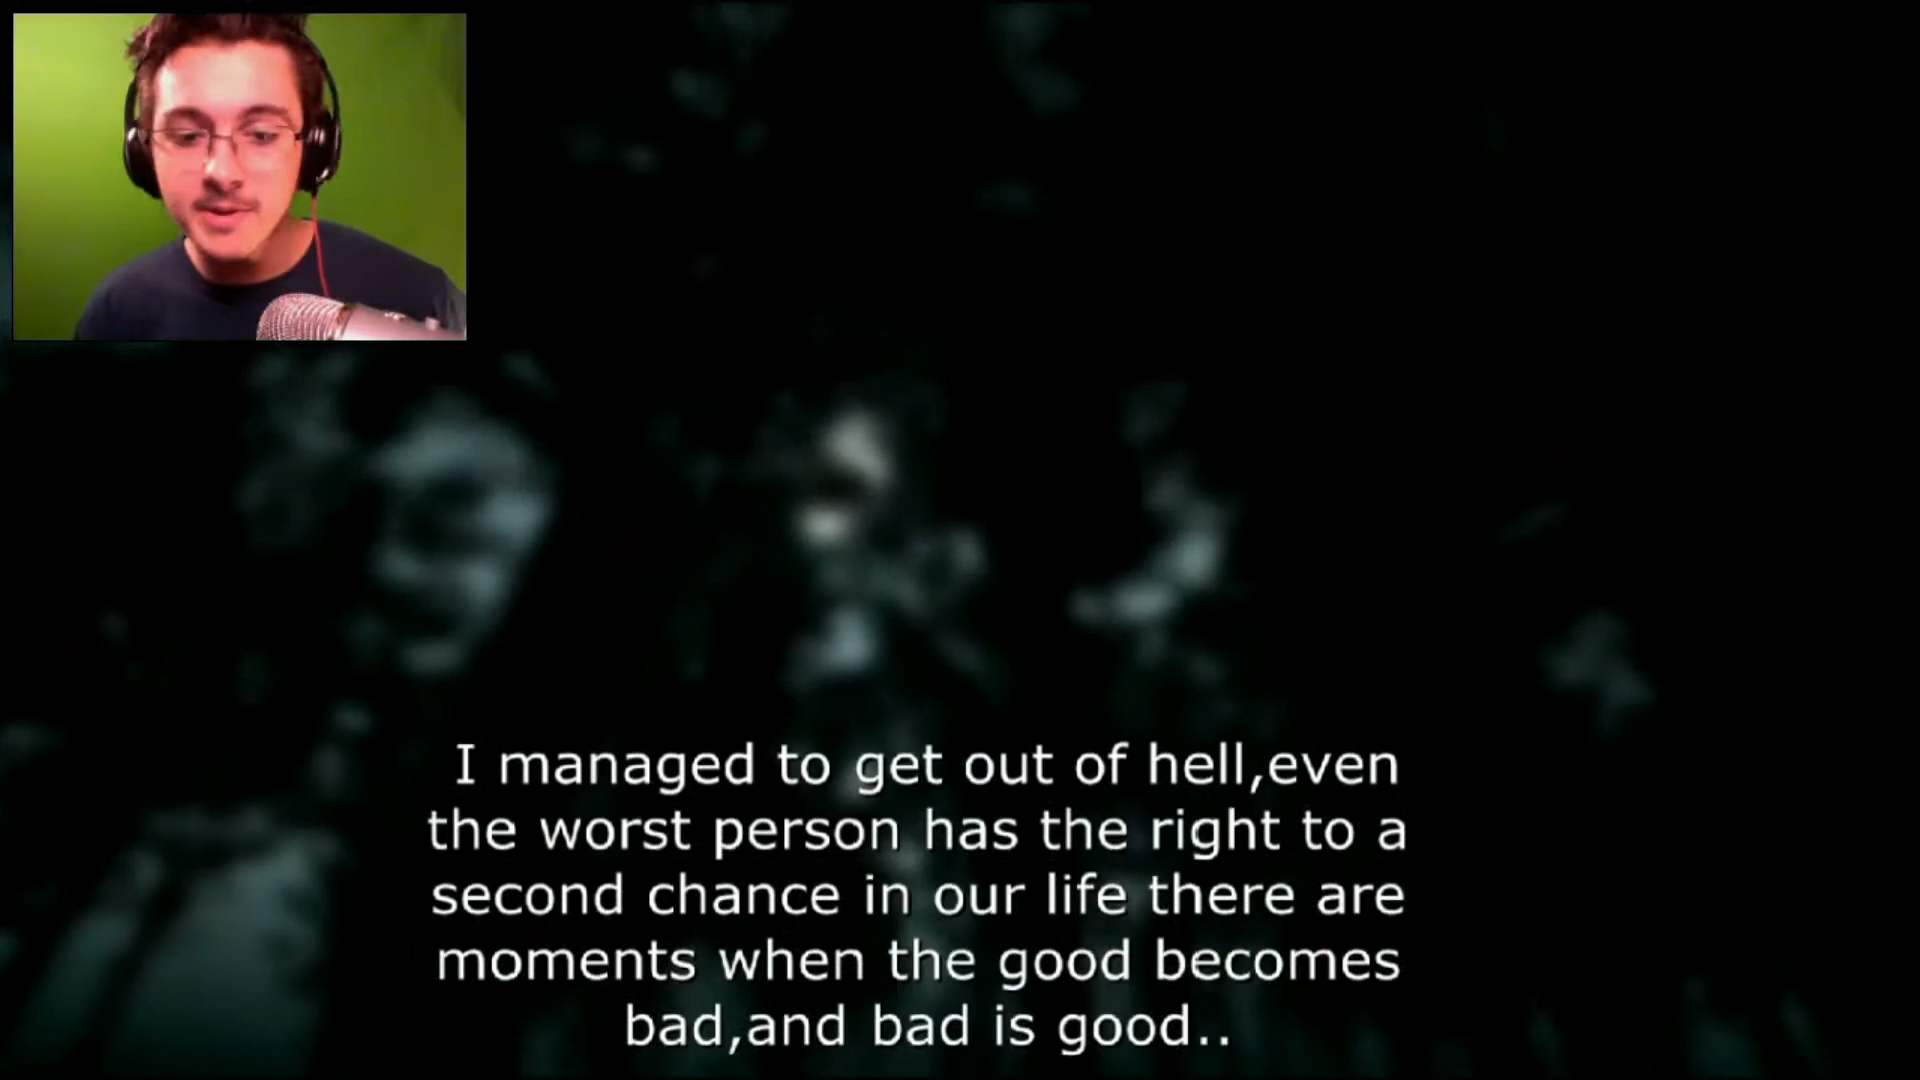 I managed to get out of hell,even
the worst person has the right to a
second chance in our life there are
moments when the good becomes
bad,and bad is good..